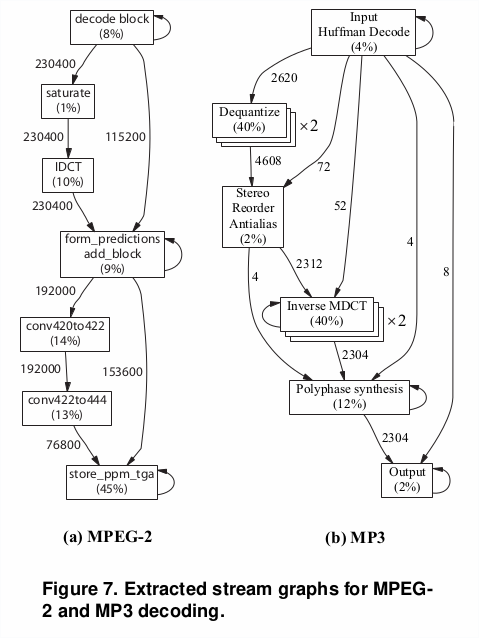 decode block
(8%)
230400
saturate
(1%)
230400
115200
IDCT
(10%)
230400
form_predictions
add_block
(9%)
192000
conv420to422
(14%)
192000
153600
conv422to444
(13%)
76800
store_ppm_tga
(45%)
(a) MPEG-2
Input
Huffman Decode
(4%)
2620
Dequantize
(40%)
×2
4608
72
Stereo
Reorder
Antialias
(2%)
52
4
8
2312
4
Inverse MDCT
(40%)
×2
2304
Polyphase synthesis
(12%)
2304
Output
(2%)
(b) MP3
Figure 7. Extracted stream graphs for MPEG-
2 and MP3 decoding.